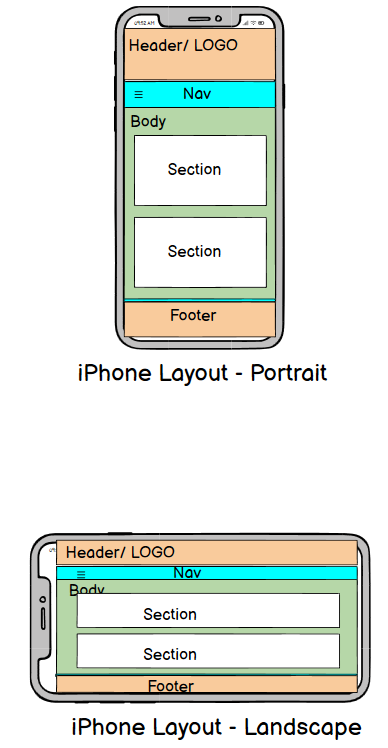 09:52 AM
Header/ LOGO
≡ Nav
Body
Section
Section
Footer
iPhone Layout - Portrait
Header/ LOGO
≡ Nav
Body
Section
Section
Footer
iPhone Layout - Landscape